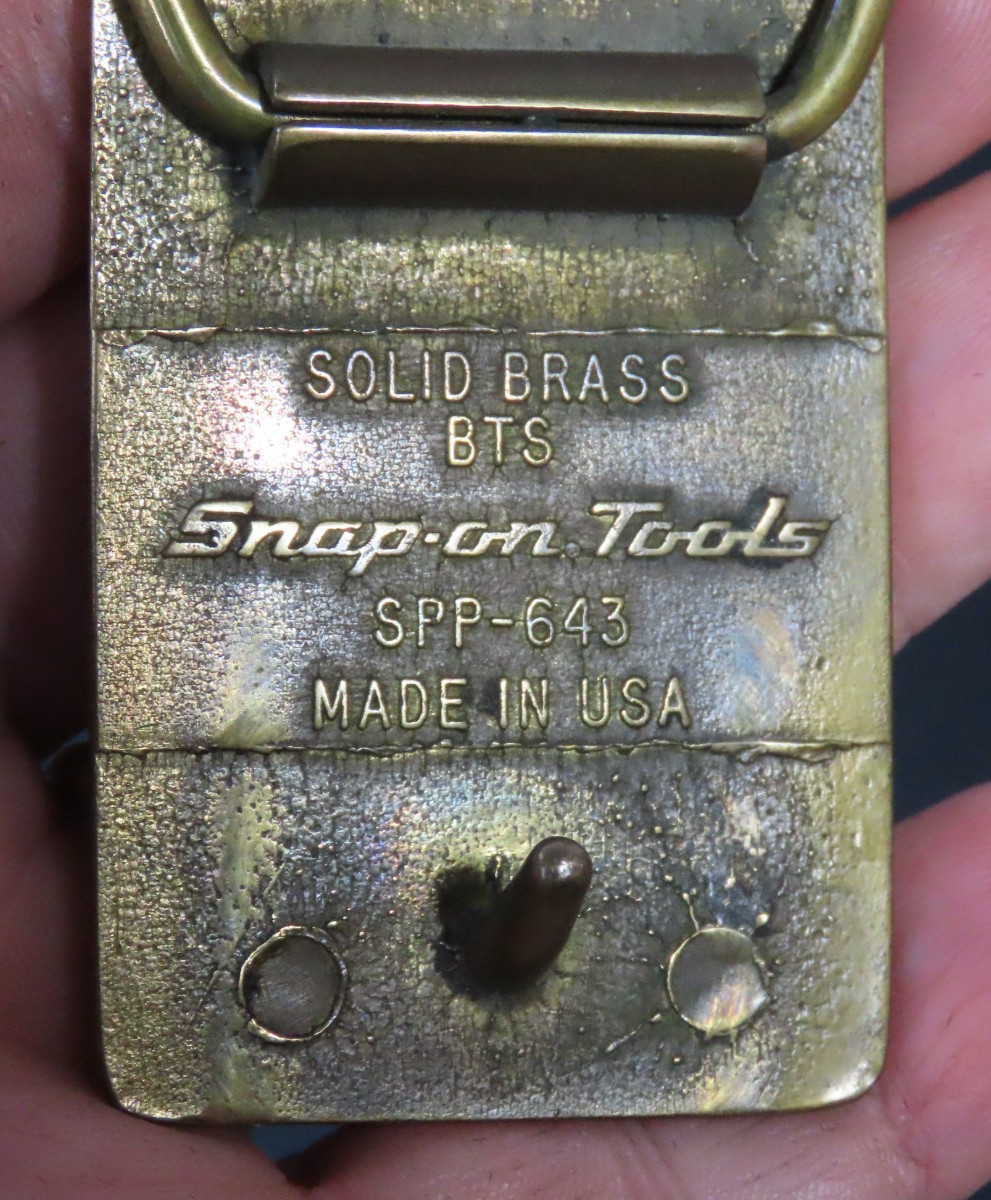 SOLID BRASS
BTS
Snap-on Tools
SPP-643
MADE IN USA